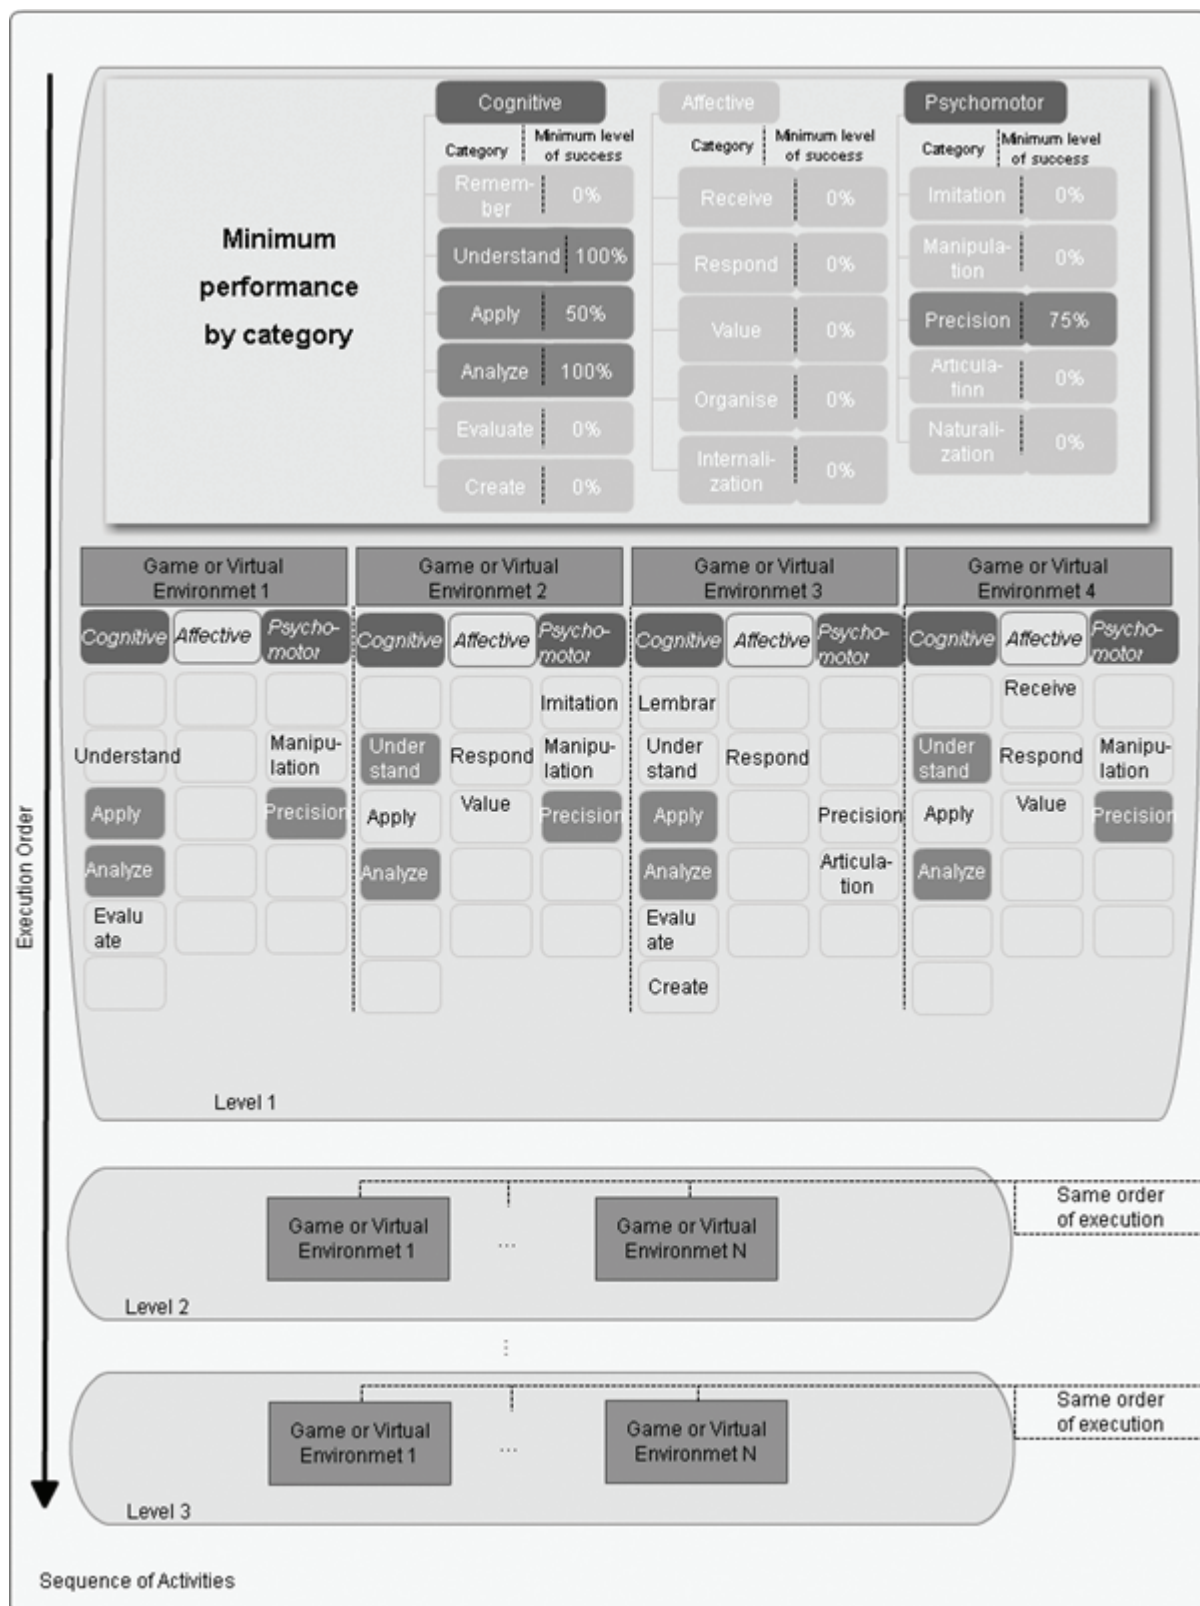 Minimum
performance
by category
Cognitive
Category
Minimum level
of success
Remem-
ber
0%
Understand
100%
Apply
50%
Analyze
100%
Evaluate
0%
Create
0%
Affective
Category
Minimum level
of success
Receive
0%
Respond
0%
Value
0%
Organise
0%
Internali-
zation
0%
Psychomotor
Category
Minimum level
of success
Imitation
0%
Manipula-
tion
0%
Precision
75%
Articula-
tinn
0%
Naturali-
zation
0%
Game or Virtual
Environmet 1
Cognitive
Affective
Psycho-
motor
Understand
Manipu-
lation
Apply
Precision
Analyze
Evalu
ate
Game or Virtual
Environmet 2
Cognitive
Affective
Psycho-
motor
Imitation
Under
stand
Respond
Manipu-
lation
Apply
Value
Precision
Analyze
Game or Virtual
Environmet 3
Cognitive
Affective
Psycho-
motor
Lembrar
Under
stand
Respond
Apply
Precision
Analyze
Articula-
tion
Evalu
ate
Create
Game or Virtual
Environmet 4
Cognitive
Affective
Psycho-
motor
Receive
Under
stand
Respond
Manipu-
lation
Apply
Value
Precision
Analyze
Level 1
Execution Order
Game or Virtual
Environmet 1
...
Game or Virtual
Environmet N
Same order
of execution
Level 2
...
Game or Virtual
Environmet 1
...
Game or Virtual
Environmet N
Same order
of execution
Level 3
Sequence of Activities